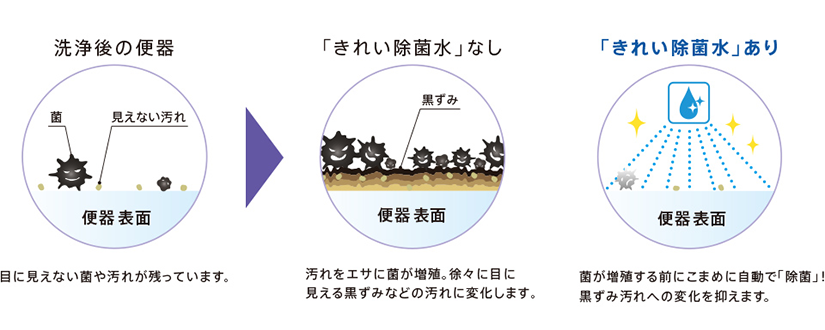 洗浄後の便器
菌
見えない汚れ
便器表面
目に見えない菌や汚れが残っています。
「きれい除菌水」なし
黒ずみ
便器表面
汚れをエサに菌が増殖。徐々に目に
見える黒ずみなどの汚れに変化します。
「きれい除菌水」あり
便器表面
菌が増殖する前にこまめに自動で「除菌」!
黒ずみ汚れへの変化を抑えます。